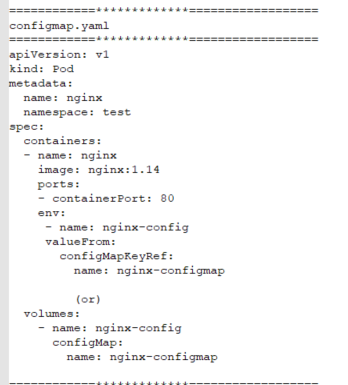 ============*************==================
configmap.yaml
============*************==================
apiVersion: v1
kind: Pod
metadata:
  name: nginx
  namespace: test
spec:
  containers:
  - name: nginx
    image: nginx:1.14
    ports:
    - containerPort: 80
    env:
     - name: nginx-config
     valueFrom:
       configMapKeyRef:
         name: nginx-configmap

         (or)
  volumes:
    - name: nginx-config
      configMap:
        name: nginx-configmap

============*************==================